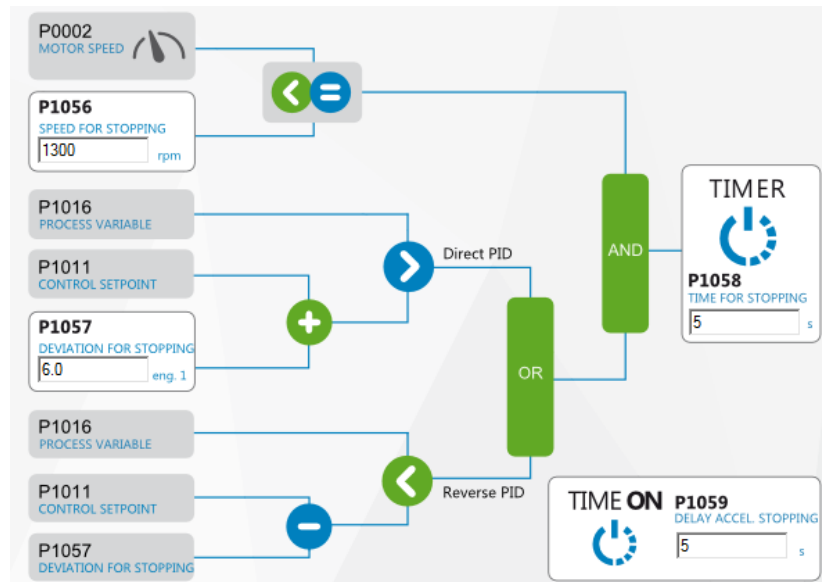 P0002
MOTOR SPEED
P1056
SPEED FOR STOPPING
1300 rpm
P1016
PROCESS VARIABLE
P1011
CONTROL SETPOINT
P1057
DEVIATION FOR STOPPING
6.0 eng. 1
P1016
PROCESS VARIABLE
P1011
CONTROL SETPOINT
P1057
DEVIATION FOR STOPPING
Direct PID
Reverse PID
OR
AND
TIMER
P1058
TIME FOR STOPPING
5 s
TIME ON P1059
DELAY ACCEL. STOPPING
5 s